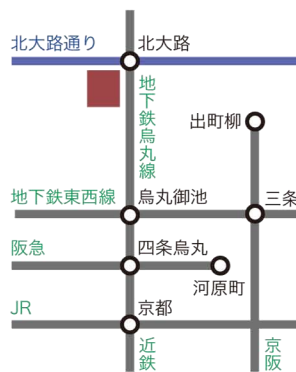 北大路通り
北大路
地下鉄烏丸線
出町柳
地下鉄東西線
烏丸御池
三条
阪急
四条烏丸
河原町
JR
京都
近鉄
京阪